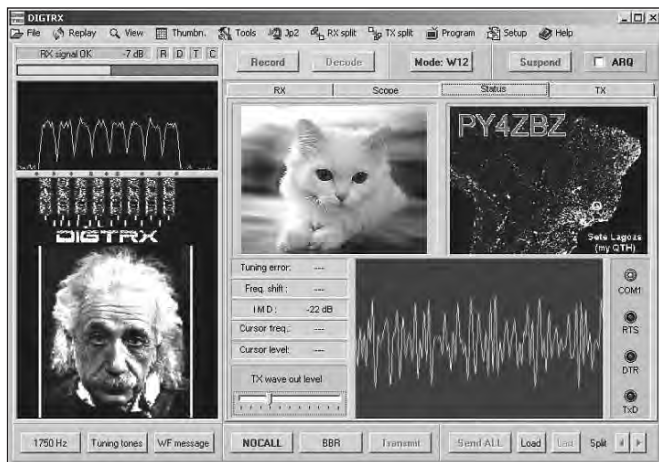 DIGTRX
File Replay View Thumbn. Tools Jp2 RX split TX split Program Setup Help
RX signal OK -7 dB R D T C
Record Decode Mode: W12 Suspend ARQ
RX Scope Status TX
PY4ZBZ
Sete Lagoas
(my QTH)
DIGTRX
Tuning error: ---
Freq. shift: ---
IMD: -22 dB
Cursor freq.: ---
Cursor level: ---
TX wave out level
COM1
RTS
DTR
TxD
1750 Hz Tuning tones WF message NOCALL BBR Transmit Send ALL Load Last Split